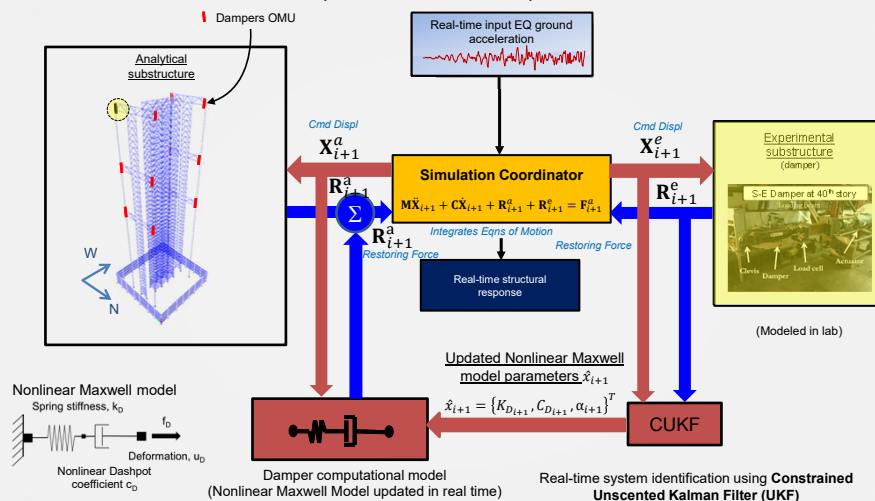 Dampers OMU
Real-time input EQ ground
acceleration
Analytical
substructure
W
N
Cmd Displ
X^a_{i+1}
R^a_{i+1}
Σ
R^a_{i+1}
Restoring Force
Simulation Coordinator
MẌ_{i+1} + CẊ_{i+1} + R^a_{i+1} + R^e_{i+1} = F^a_{i+1}
Integrates Eqns of Motion
Real-time structural
response
Cmd Displ
X^e_{i+1}
R^e_{i+1}
Restoring Force
Experimental
substructure
(damper)
S-E Damper at 40th story
Loading beam
Clevis
Damper
Load cell
Actuator
(Modeled in lab)
Updated Nonlinear Maxwell
model parameters x̂_{i+1}
x̂_{i+1} = {K_{D_{i+1}}, C_{D_{i+1}}, α_{i+1}}^T
CUKF
Nonlinear Maxwell model
Spring stiffness, k_D
f_D
Deformation, u_D
Nonlinear Dashpot
coefficient c_D
Damper computational model
(Nonlinear Maxwell Model updated in real time)
Real-time system identification using Constrained
Unscented Kalman Filter (UKF)